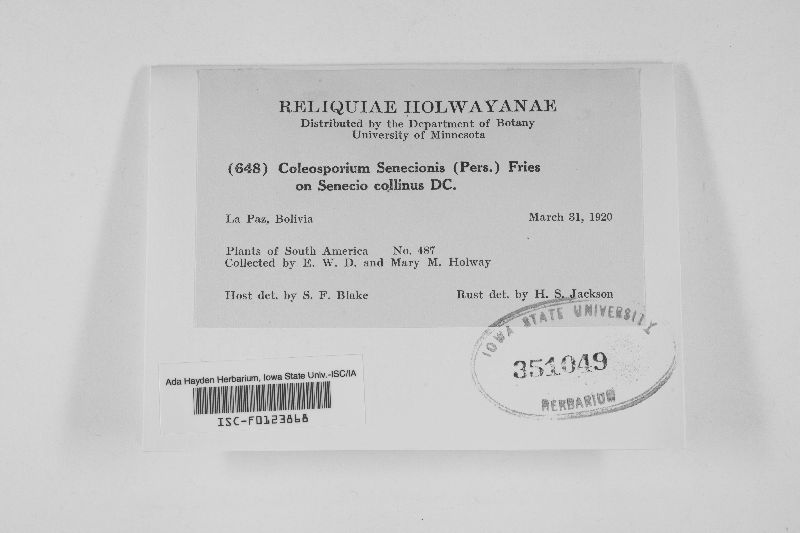 RELIQUIAE HOLWAYANAE
Distributed by the Department of Botany
University of Minnesota
(648) Coleosporium Senecionis (Pers.) Fries
on Senecio collinus DC.
La Paz, Bolivia March 31, 1920
Plants of South America No. 487
Collected by E. W. D. and Mary M. Holway
Host det. by S. F. Blake Rust det. by H. S. Jackson
IOWA STATE UNIVERSITY
351049
HERBARIUM
Ada Hayden Herbarium, Iowa State Univ.-ISC/IA
ISC-F0123868